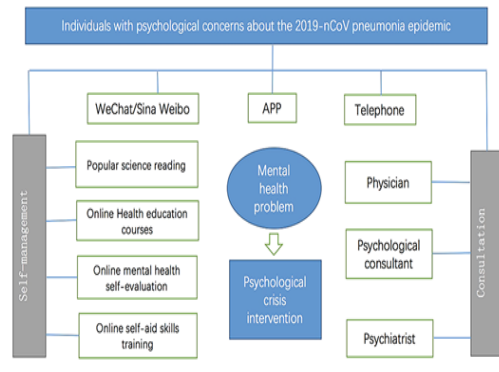 Individuals with psychological concerns about the 2019-nCoV pneumonia epidemic
WeChat/Sina Weibo
APP
Telephone
Self-management
Popular science reading
Online Health education
courses
Online mental health
self-evaluation
Online self-aid skills
training
Mental
health
problem
Psychological
crisis
intervention
Physician
Psychological
consultant
Psychiatrist
Consultation